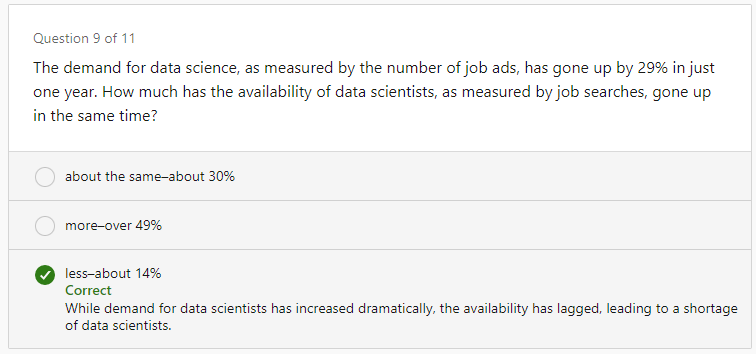 Question 9 of 11
The demand for data science, as measured by the number of job ads, has gone up by 29% in just
one year. How much has the availability of data scientists, as measured by job searches, gone up
in the same time?
about the same–about 30%
more–over 49%
less–about 14%
Correct
While demand for data scientists has increased dramatically, the availability has lagged, leading to a shortage
of data scientists.